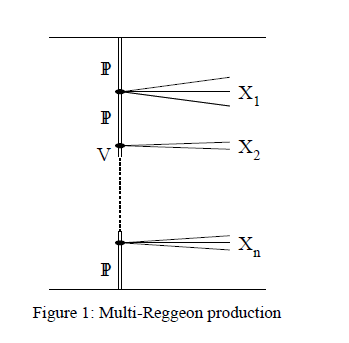 ℙ
X₁
ℙ
X₂
V
Xₙ
ℙ
Figure 1: Multi-Reggeon production